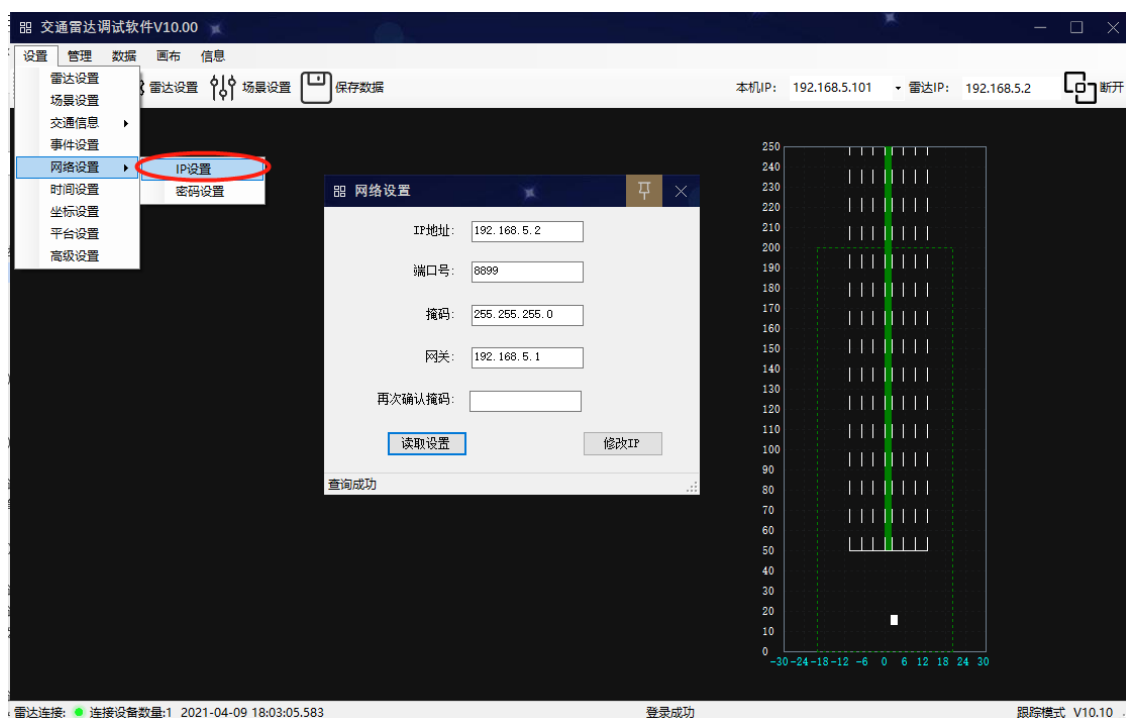 交通雷达调试软件V10.00
设置 管理 数据 画布 信息
雷达设置 场景设置 保存数据 本机IP: 192.168.5.101 雷达IP: 192.168.5.2 断开
雷达设置
场景设置
交通信息
事件设置
网络设置
时间设置
坐标设置
平台设置
高级设置
IP设置
密码设置
网络设置
IP地址: 192.168.5.2
端口号: 8899
掩码: 255.255.255.0
网关: 192.168.5.1
再次确认掩码:
读取设置 修改IP
查询成功
250
240
230
220
210
200
190
180
170
160
150
140
130
120
110
100
90
80
70
60
50
40
30
20
10
0
-30 -24 -18 -12 -6 0 6 12 18 24 30
雷达连接: 连接设备数量:1 2021-04-09 18:03:05.583 登录成功 跟踪模式 V10.10